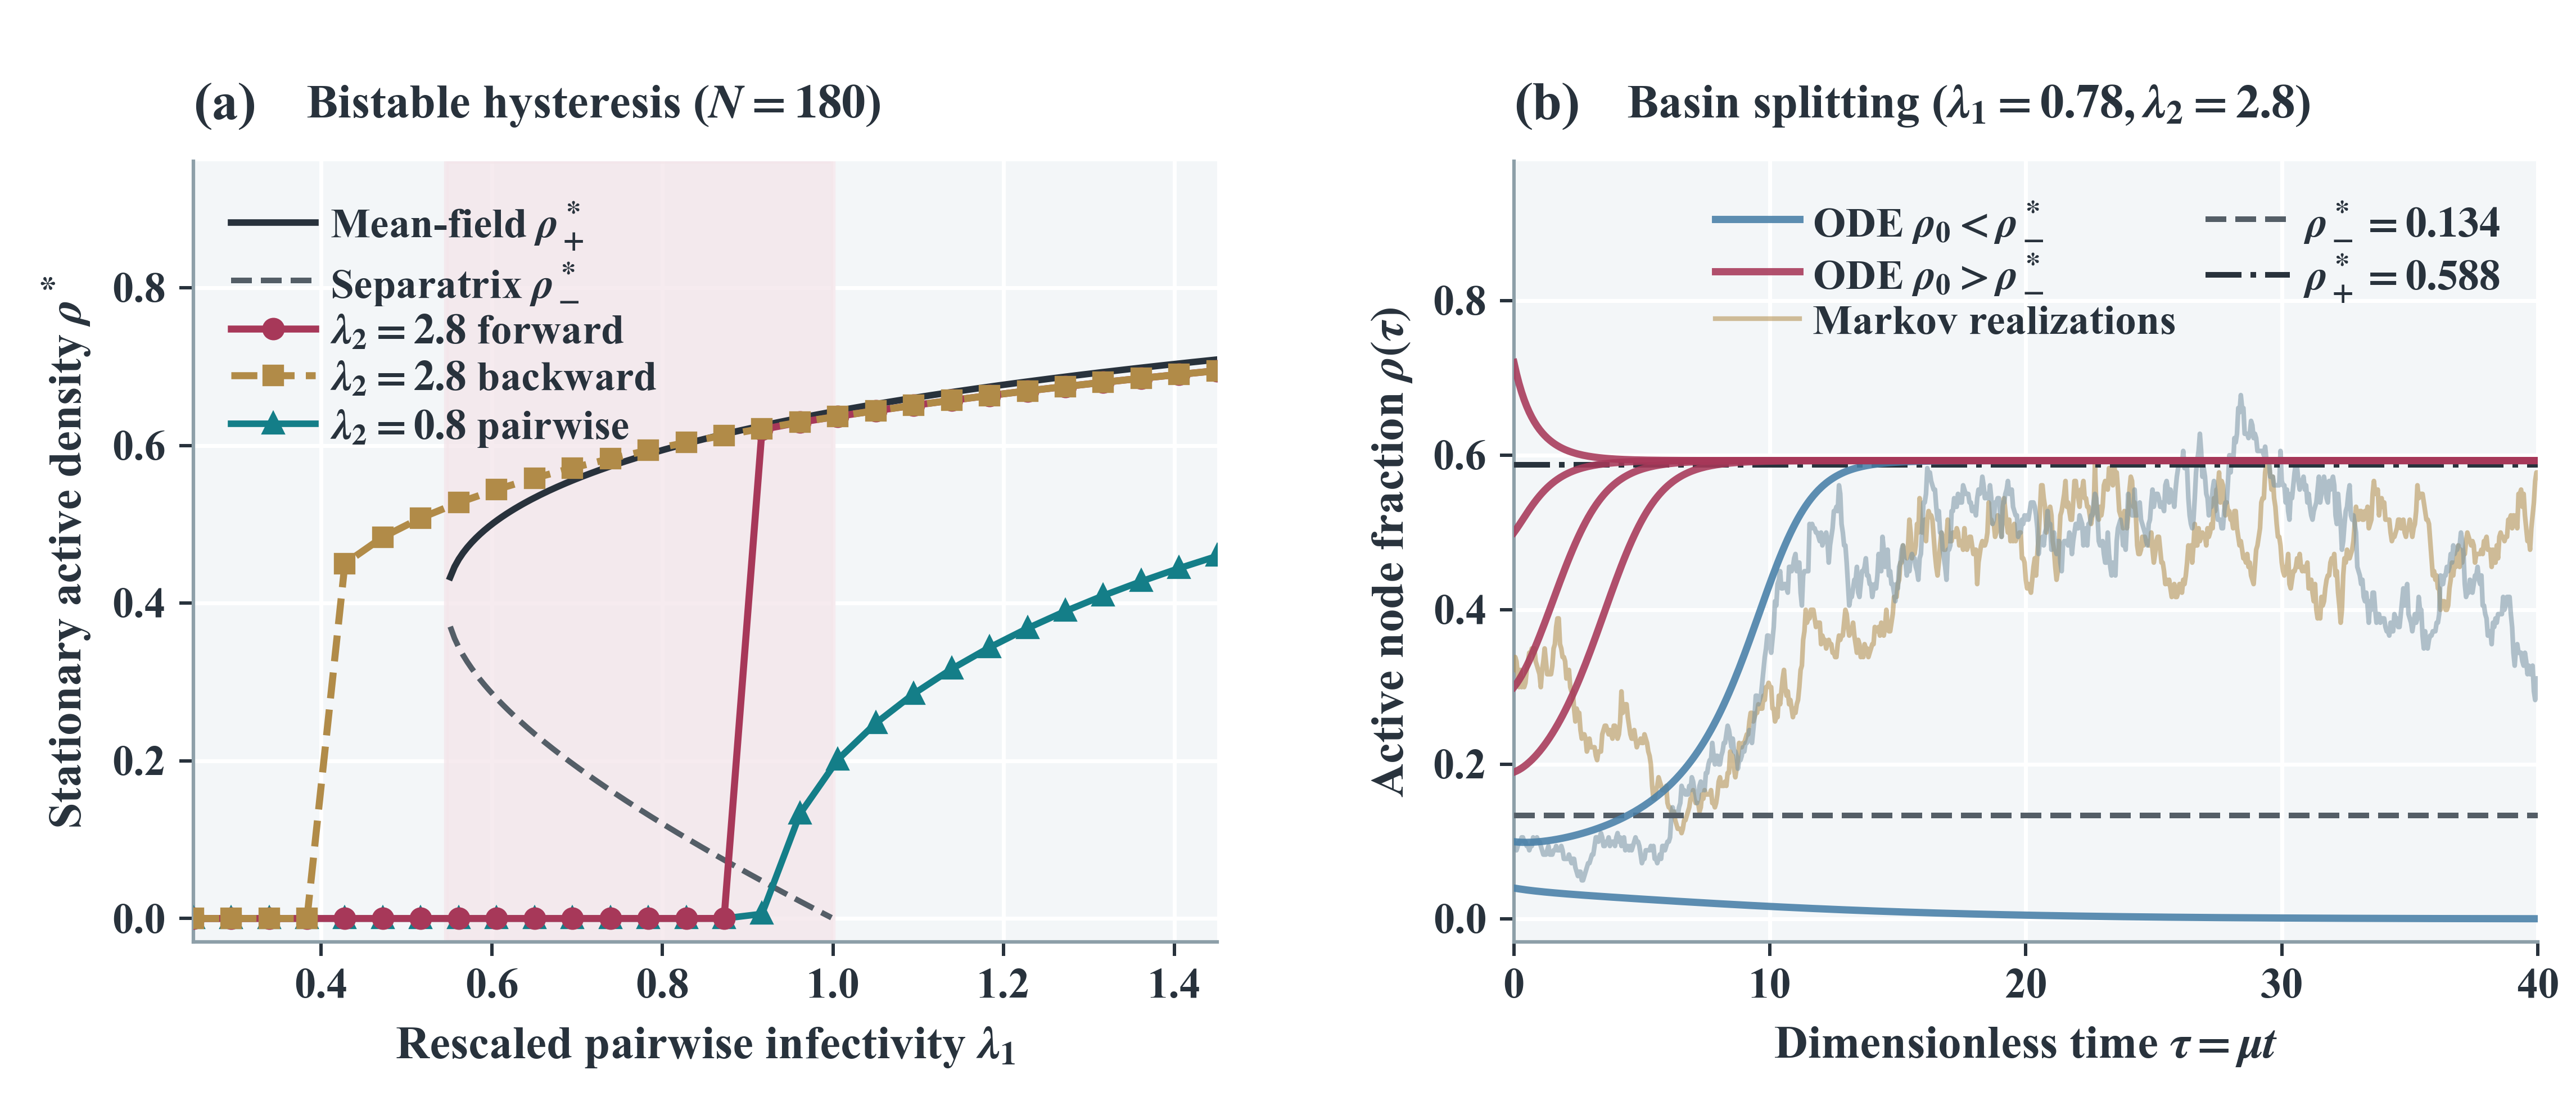 (a) Bistable hysteresis (N = 180)
Mean-field ρ*₊
Separatrix ρ*₋
λ₂ = 2.8 forward
λ₂ = 2.8 backward
λ₂ = 0.8 pairwise
Stationary active density ρ*
0.8
0.6
0.4
0.2
0.0
0.4 0.6 0.8 1.0 1.2 1.4
Rescaled pairwise infectivity λ₁
(b) Basin splitting (λ₁ = 0.78, λ₂ = 2.8)
ODE ρ₀ < ρ*₋
ODE ρ₀ > ρ*₋
Markov realizations
ρ*₋ = 0.134
ρ*₊ = 0.588
Active node fraction ρ(τ)
0.8
0.6
0.4
0.2
0.0
0 10 20 30 40
Dimensionless time τ = μt